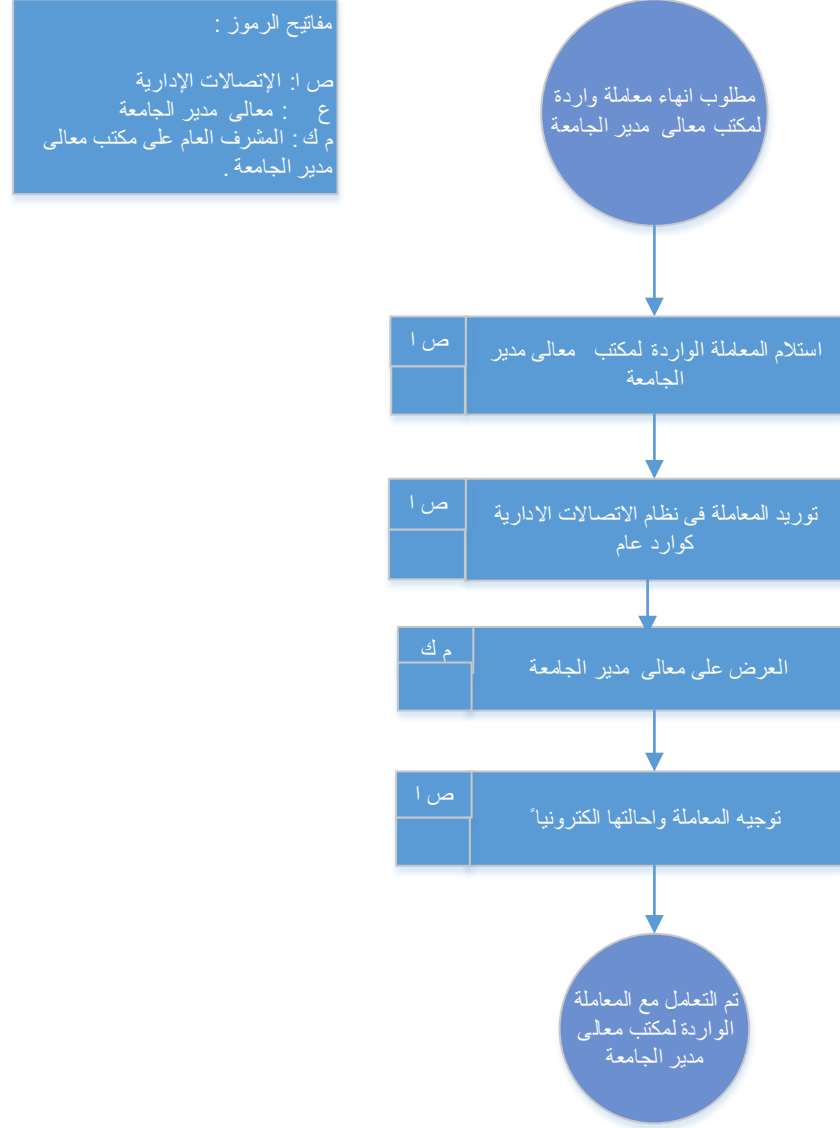 مفاتيح الرموز :
ص ا: الإتصالات الإدارية
ع : معالى مدير الجامعة
م ك : المشرف العام على مكتب معالى
مدير الجامعة .
مطلوب انهاء معاملة واردة
لمكتب معالى مدير الجامعة
ص ا
استلام المعاملة الواردة لمكتب معالى مدير
الجامعة
ص ا
توريد المعاملة فى نظام الاتصالات الادارية
كوارد عام
م ك
العرض على معالى مدير الجامعة
ص ا
توجيه المعاملة واحالتها الكترونياً
تم التعامل مع المعاملة
الواردة لمكتب معالى
مدير الجامعة